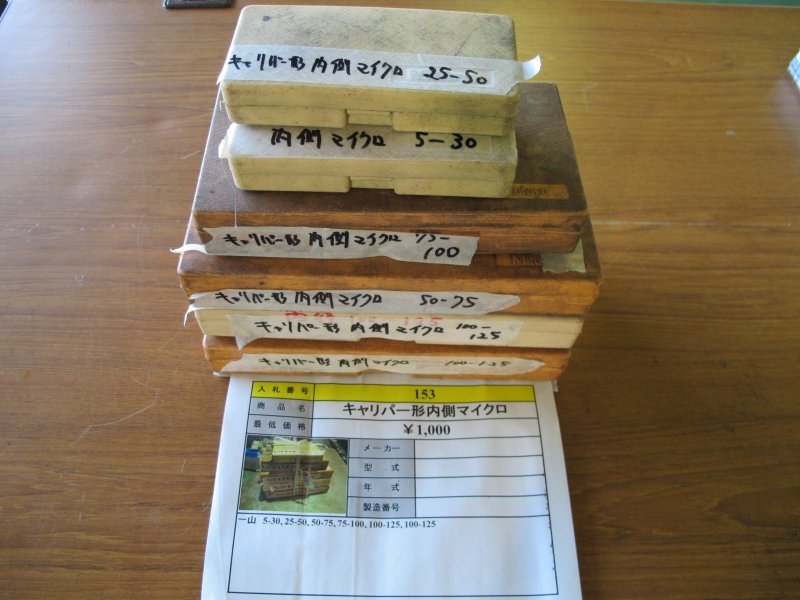 キャリパー形 内側 マイクロ 25-50
内側 マイクロ 5-30
キャリパー形 内側 マイクロ 75-
100
キャリパー形 内側 マイクロ 50-75
キャリパー形 内側 マイクロ 100-
125
キャリパー形 内側 マイクロ 100-125
入札番号 153
商品名 キャリパー形内側マイクロ
最低価格 ￥1,000
メーカー
型式
年式
製造番号
一山 5-30、25-50、50-75、75-100、100-125、100-125